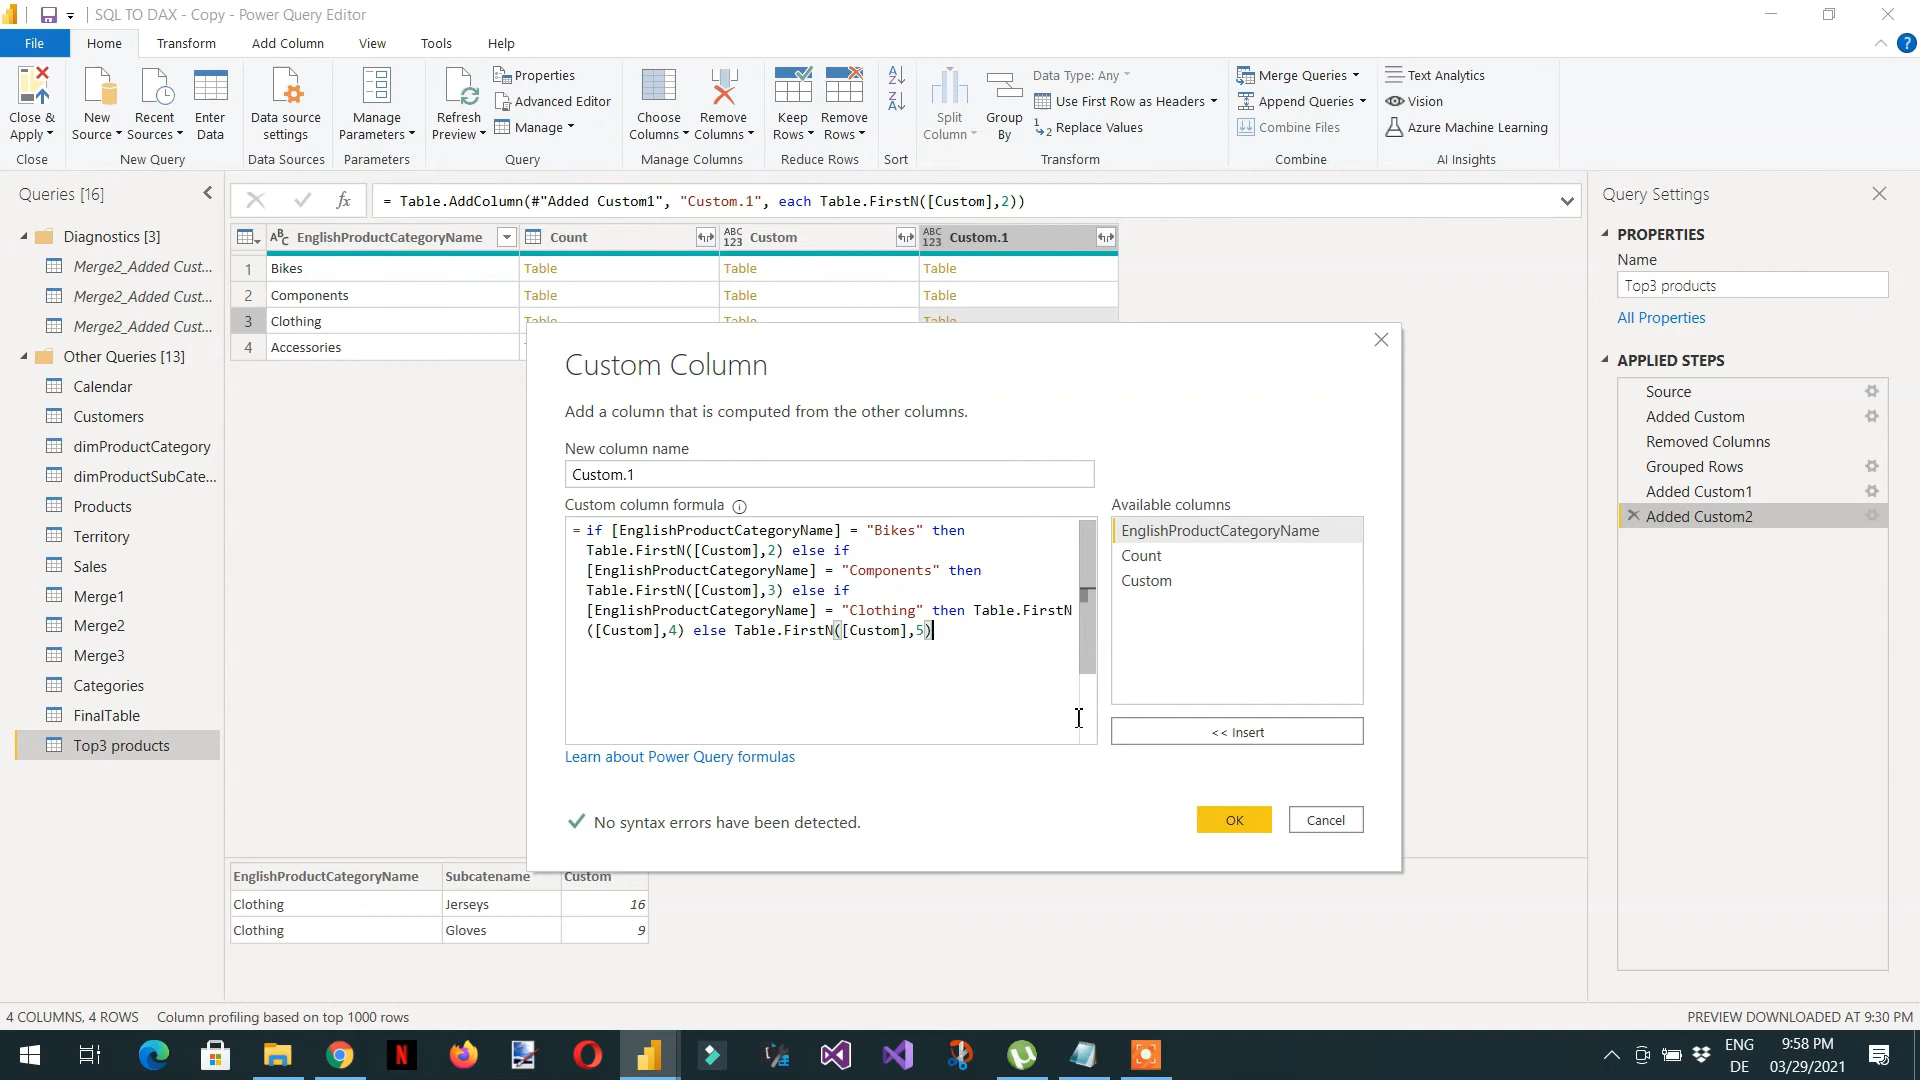 SQL TO DAX - Copy - Power Query Editor
File Home Transform Add Column View Tools Help
Close & Apply
Close
New Source
Recent Sources
Enter Data
New Query
Data source settings
Data Sources
Manage Parameters
Parameters
Refresh Preview
Properties
Advanced Editor
Manage
Query
Choose Columns
Remove Columns
Manage Columns
Keep Rows
Remove Rows
Reduce Rows
Sort
Split Column
Group By
Data Type: Any
Use First Row as Headers
Replace Values
Transform
Merge Queries
Append Queries
Combine Files
Combine
Text Analytics
Vision
Azure Machine Learning
AI Insights
Queries [16]
Diagnostics [3]
Merge2_Added Cust...
Merge2_Added Cust...
Merge2_Added Cust...
Other Queries [13]
Calendar
Customers
dimProductCategory
dimProductSubCate...
Products
Territory
Sales
Merge1
Merge2
Merge3
Categories
FinalTable
Top3 products
fx = Table.AddColumn(#"Added Custom1", "Custom.1", each Table.FirstN([Custom],2))
ABC EnglishProductCategoryName Count ABC 123 Custom ABC 123 Custom.1
1 Bikes Table Table Table
2 Components Table Table Table
3 Clothing Table Table Table
4 Accessories
Custom Column
Add a column that is computed from the other columns.
New column name
Custom.1
Custom column formula
= if [EnglishProductCategoryName] = "Bikes" then
Table.FirstN([Custom],2) else if
[EnglishProductCategoryName] = "Components" then
Table.FirstN([Custom],3) else if
[EnglishProductCategoryName] = "Clothing" then Table.FirstN
([Custom],4) else Table.FirstN([Custom],5)
Available columns
EnglishProductCategoryName
Count
Custom
<< Insert
Learn about Power Query formulas
No syntax errors have been detected.
OK
Cancel
EnglishProductCategoryName Subcatename Custom
Clothing Jerseys 16
Clothing Gloves 9
Query Settings
PROPERTIES
Name
Top3 products
All Properties
APPLIED STEPS
Source
Added Custom
Removed Columns
Grouped Rows
Added Custom1
Added Custom2
4 COLUMNS, 4 ROWS Column profiling based on top 1000 rows
PREVIEW DOWNLOADED AT 9:30 PM
ENG
DE
9:58 PM
03/29/2021